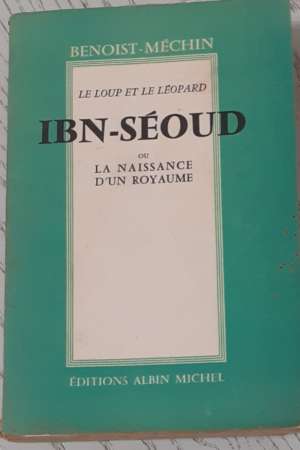 BENOIST-MÉCHIN
LE LOUP ET LE LÉOPARD
IBN-SÉOUD
OU
LA NAISSANCE
D'UN ROYAUME
ÉDITIONS ALBIN MICHEL